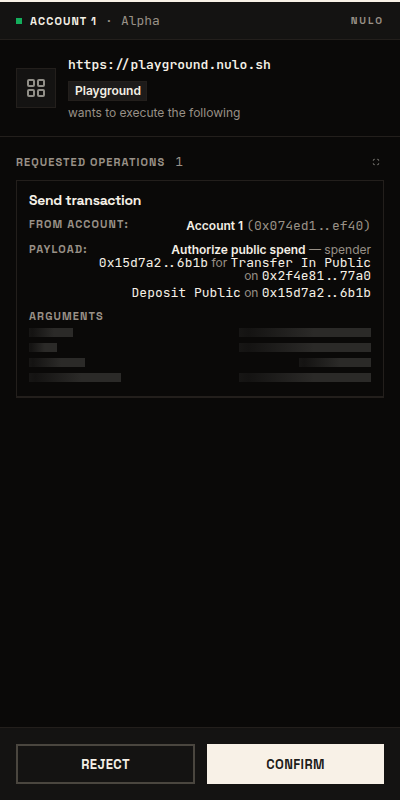 ACCOUNT 1 · Alpha NULO
https://playground.nulo.sh
Playground
wants to execute the following
REQUESTED OPERATIONS 1
Send transaction
FROM ACCOUNT: Account 1 (0x074ed1..ef40)
PAYLOAD: Authorize public spend — spender
0x15d7a2..6b1b for Transfer In Public
on 0x2f4e81..77a0
Deposit Public on 0x15d7a2..6b1b
ARGUMENTS
REJECT CONFIRM